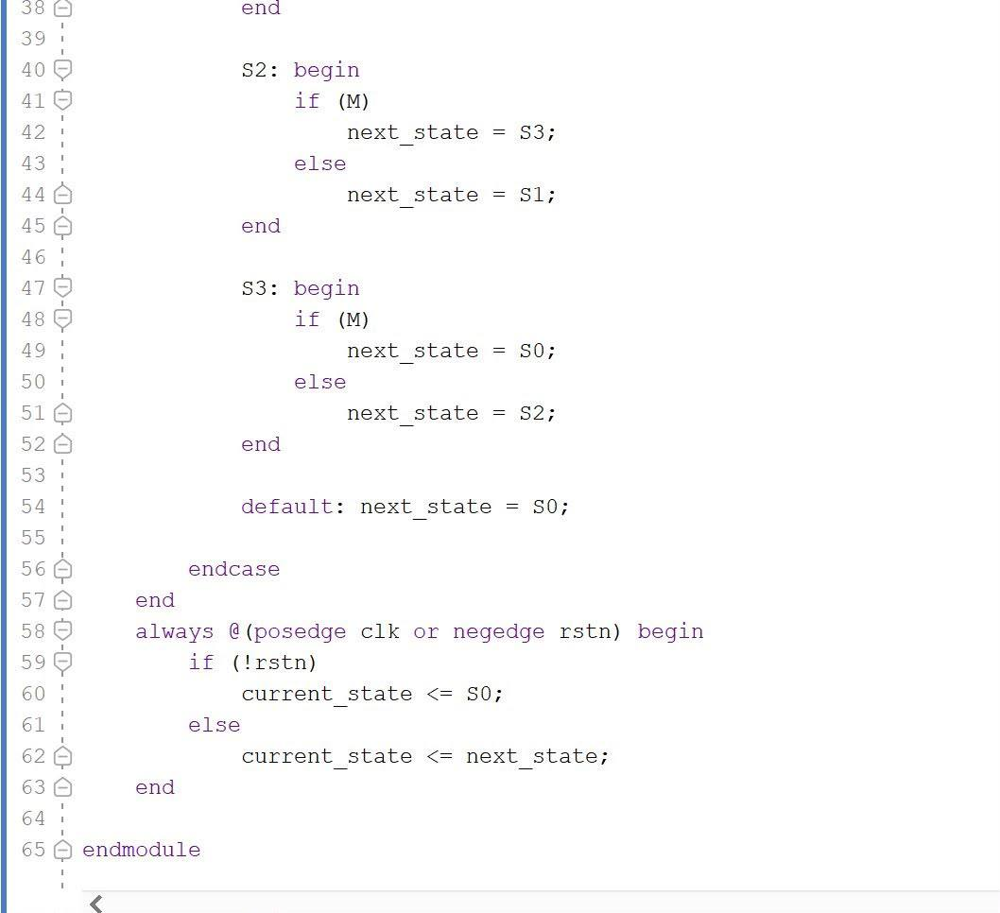 38 end
39
40 S2: begin
41 if (M)
42 next_state = S3;
43 else
44 next_state = S1;
45 end
46
47 S3: begin
48 if (M)
49 next_state = S0;
50 else
51 next_state = S2;
52 end
53
54 default: next_state = S0;
55
56 endcase
57 end
58 always @(posedge clk or negedge rstn) begin
59 if (!rstn)
60 current_state <= S0;
61 else
62 current_state <= next_state;
63 end
64
65 endmodule